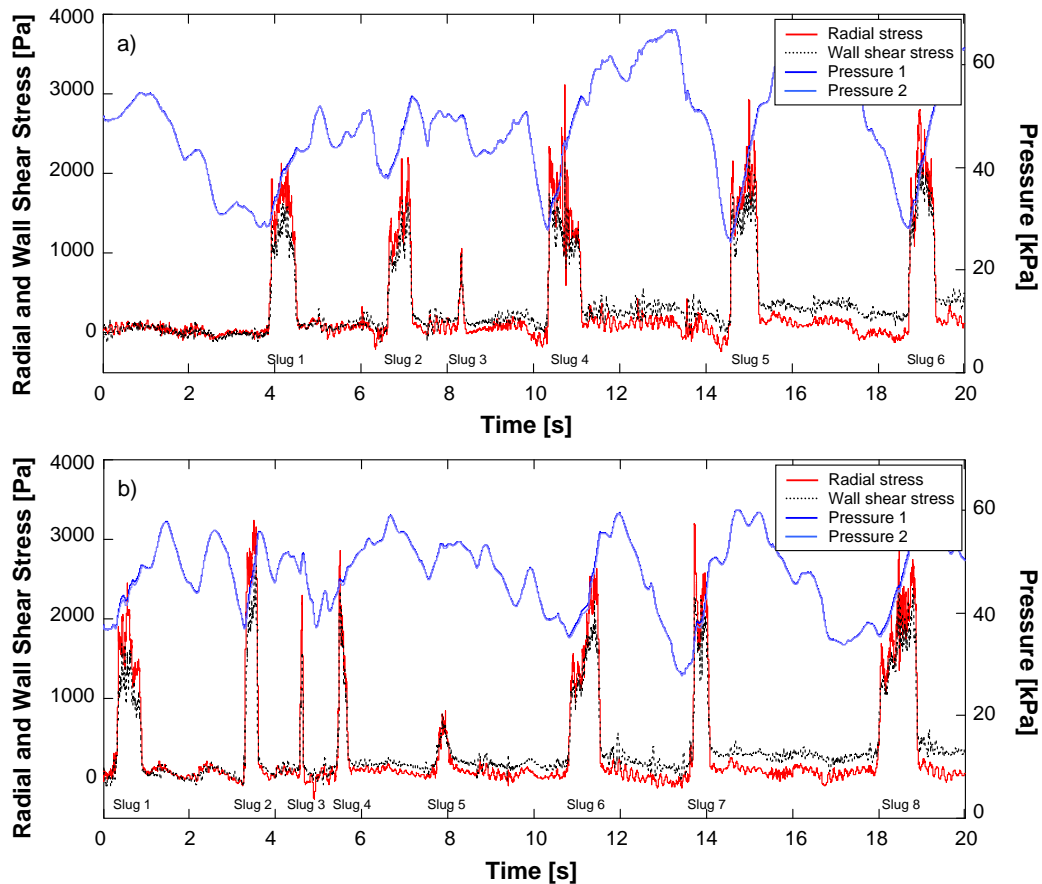 Radial and Wall Shear Stress [Pa]
4000
3000
2000
1000
0
a)
Radial stress
Wall shear stress
Pressure 1
Pressure 2
60
40
20
0
Pressure [kPa]
Slug 1 Slug 2 Slug 3 Slug 4 Slug 5 Slug 6
0 2 4 6 8 10 12 14 16 18 20
Time [s]
Radial and Wall Shear Stress [Pa]
4000
3000
2000
1000
0
b)
Radial stress
Wall shear stress
Pressure 1
Pressure 2
60
40
20
0
Pressure [kPa]
Slug 1 Slug 2 Slug 3 Slug 4 Slug 5 Slug 6 Slug 7 Slug 8
0 2 4 6 8 10 12 14 16 18 20
Time [s]